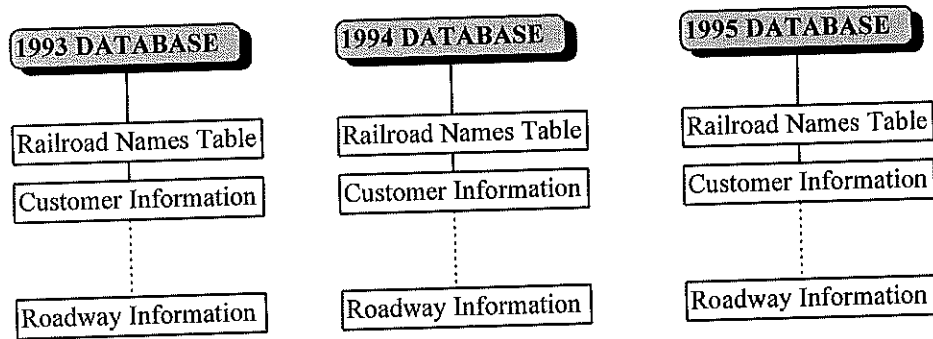 1993 DATABASE
Railroad Names Table
Customer Information
Roadway Information
1994 DATABASE
Railroad Names Table
Customer Information
Roadway Information
1995 DATABASE
Railroad Names Table
Customer Information
Roadway Information